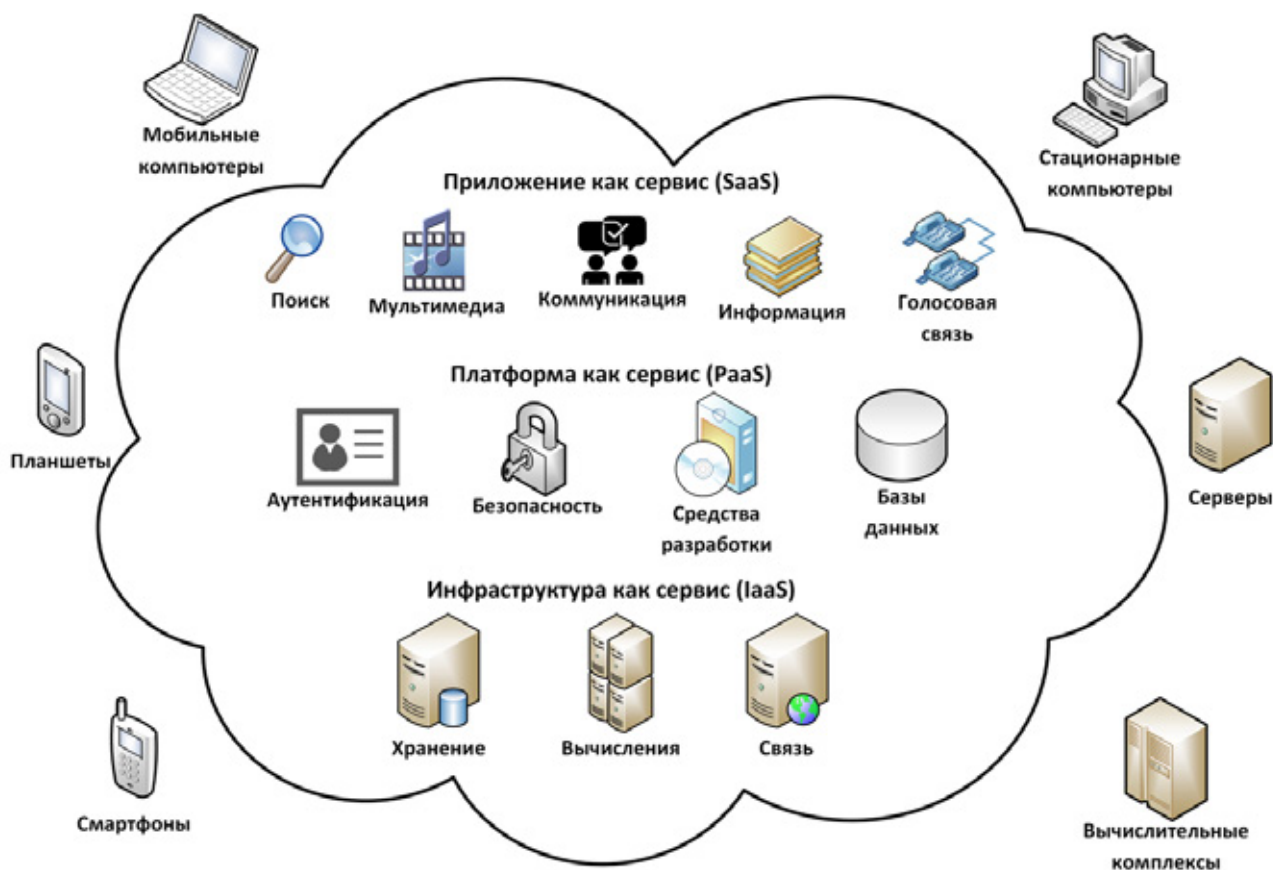 Мобильные
компьютеры
Стационарные
компьютеры
Приложение как сервис (SaaS)
Поиск
Мультимедиа
Коммуникация
Информация
Голосовая
связь
Платформа как сервис (PaaS)
Планшеты
Аутентификация
Безопасность
Средства
разработки
Базы
данных
Серверы
Инфраструктура как сервис (IaaS)
Хранение
Вычисления
Связь
Смартфоны
Вычислительные
комплексы